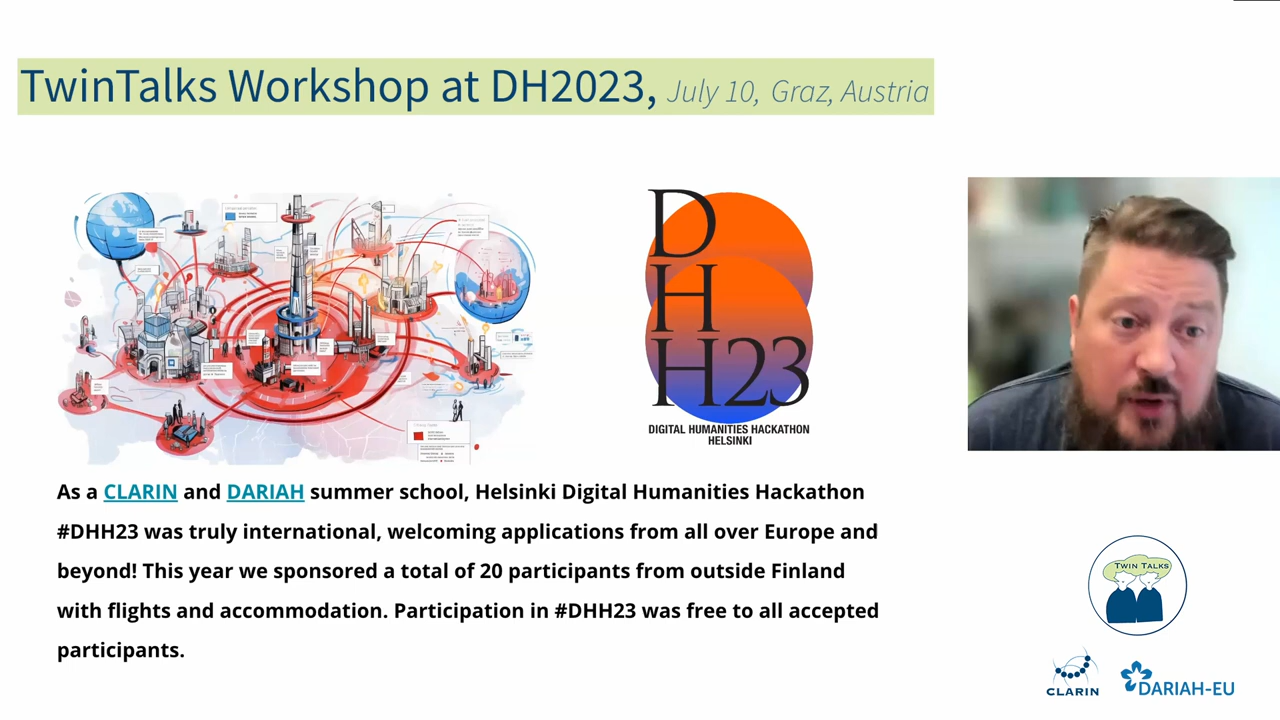 TwinTalks Workshop at DH2023, July 10, Graz, Austria
D
H
H23
DIGITAL HUMANITIES HACKATHON
HELSINKI
As a CLARIN and DARIAH summer school, Helsinki Digital Humanities Hackathon
#DHH23 was truly international, welcoming applications from all over Europe and
beyond! This year we sponsored a total of 20 participants from outside Finland
with flights and accommodation. Participation in #DHH23 was free to all accepted
participants.
TWIN TALKS
CLARIN
DARIAH-EU